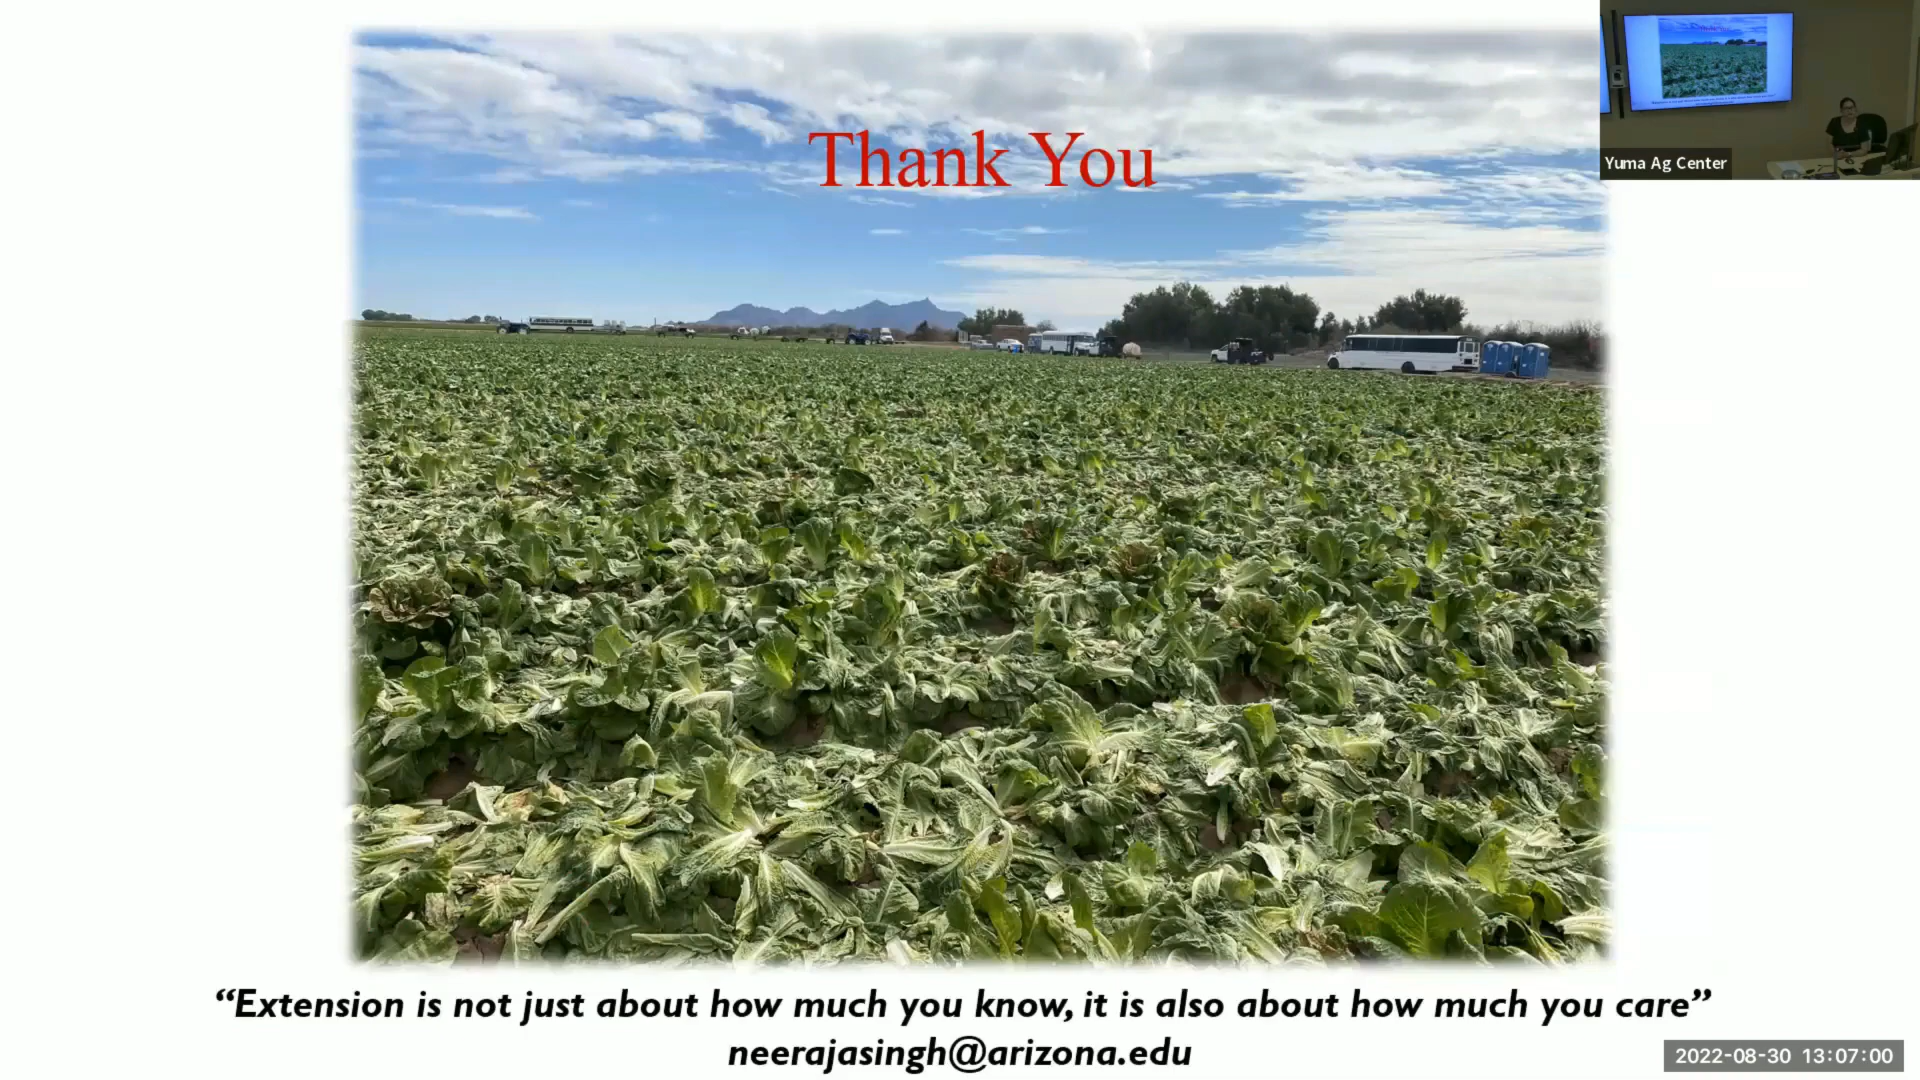 Thank You
Yuma Ag Center
“Extension is not just about how much you know, it is also about how much you care”
neerajasingh@arizona.edu
2022-08-30 13:07:00